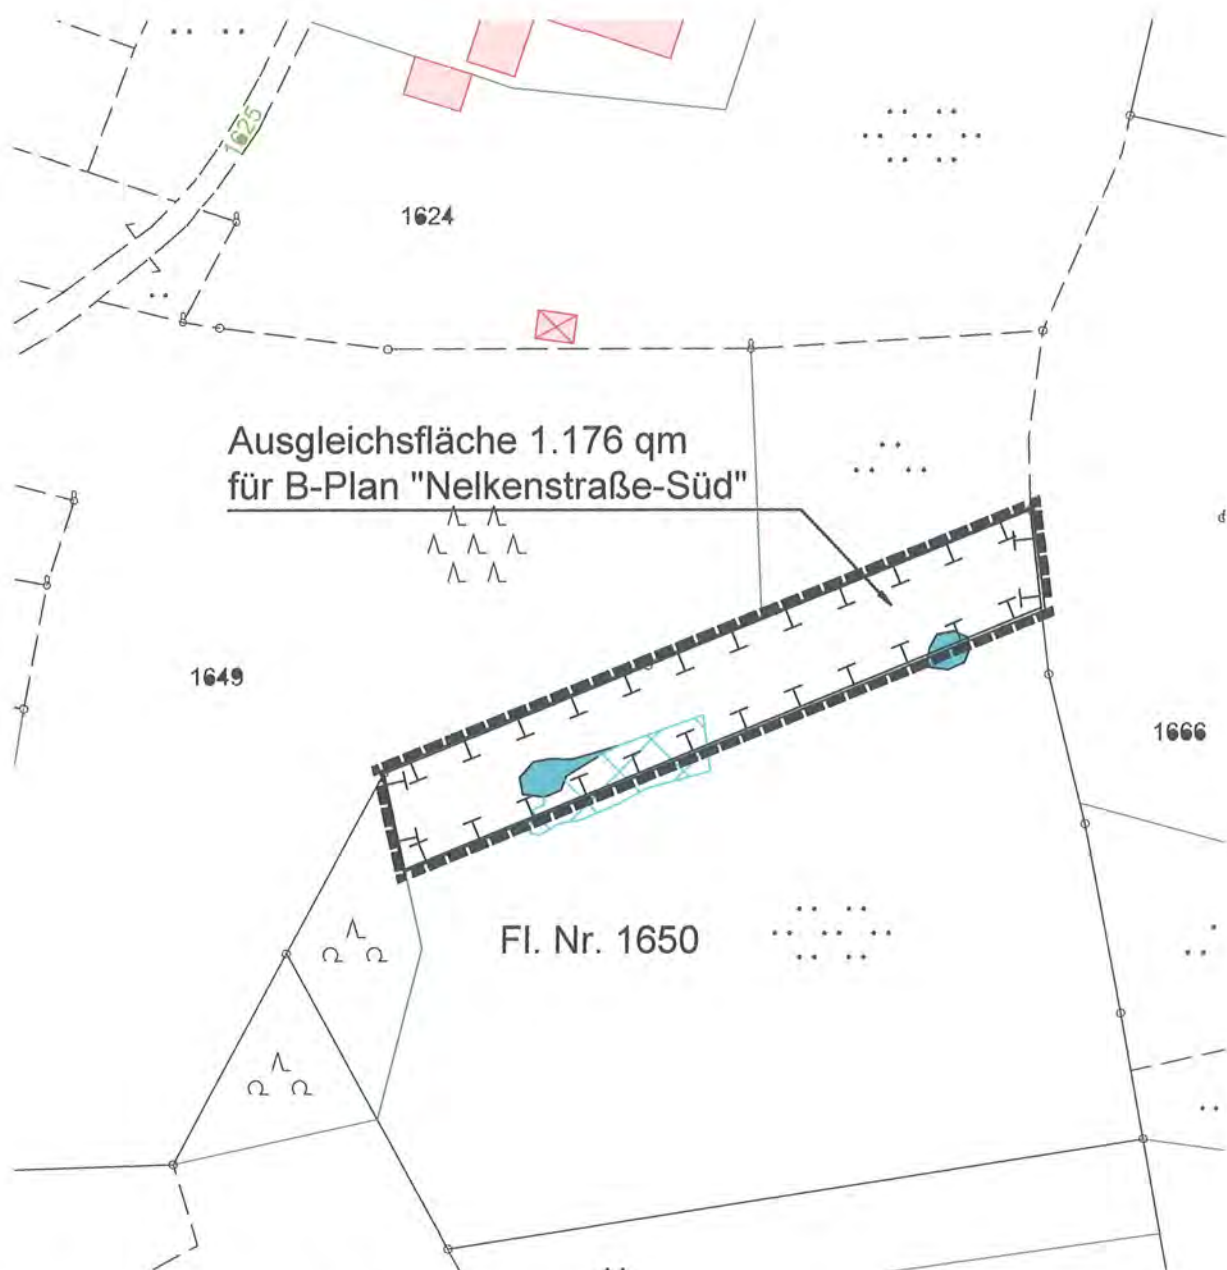 1625
1624
Ausgleichsfläche 1.176 qm
für B-Plan "Nelkenstraße-Süd"
1649
1666
Fl. Nr. 1650